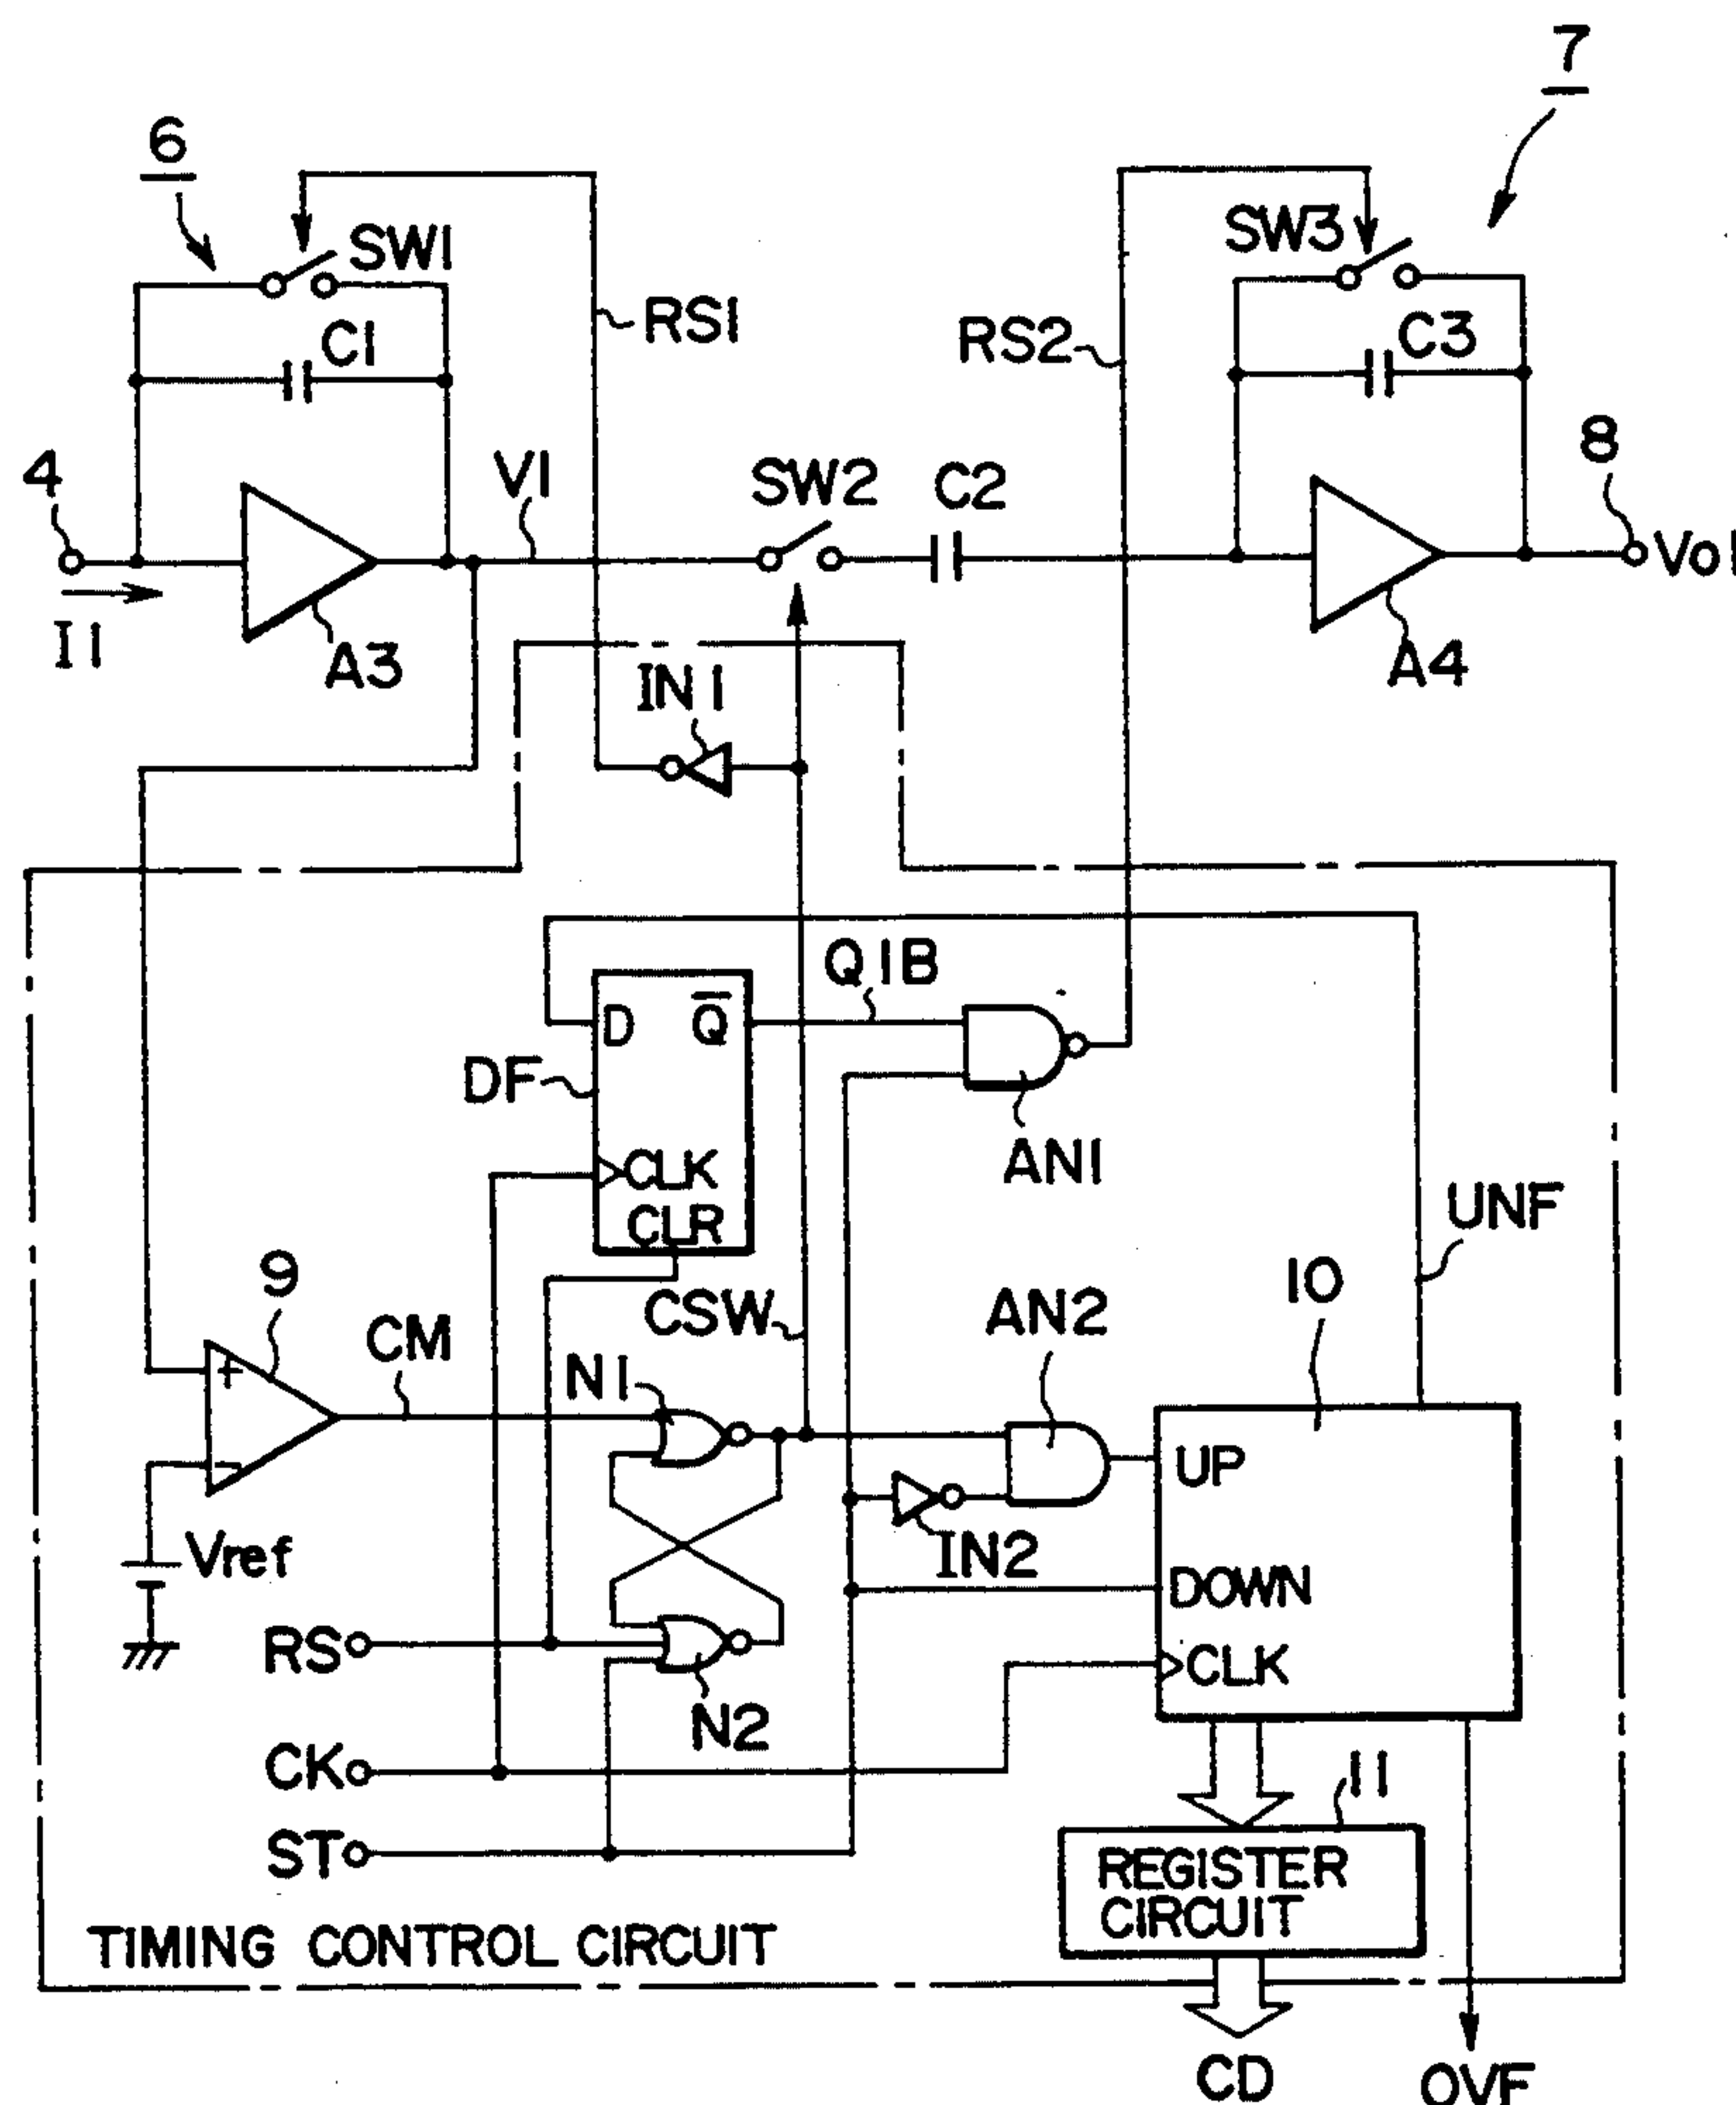 7
6
SW1
SW3
RS1
RS2
C1
C3
4
V1
SW2
C2
8
Vo1
I1
A3
A4
IN1
Q1B
D
Q̅
DF
AN1
CLK
CLR
UNF
9
CM
CSW
AN2
10
N1
+
−
UP
Vref
IN2
DOWN
RS
CLK
N2
CK
11
ST
REGISTER
CIRCUIT
TIMING CONTROL CIRCUIT
CD
OVF